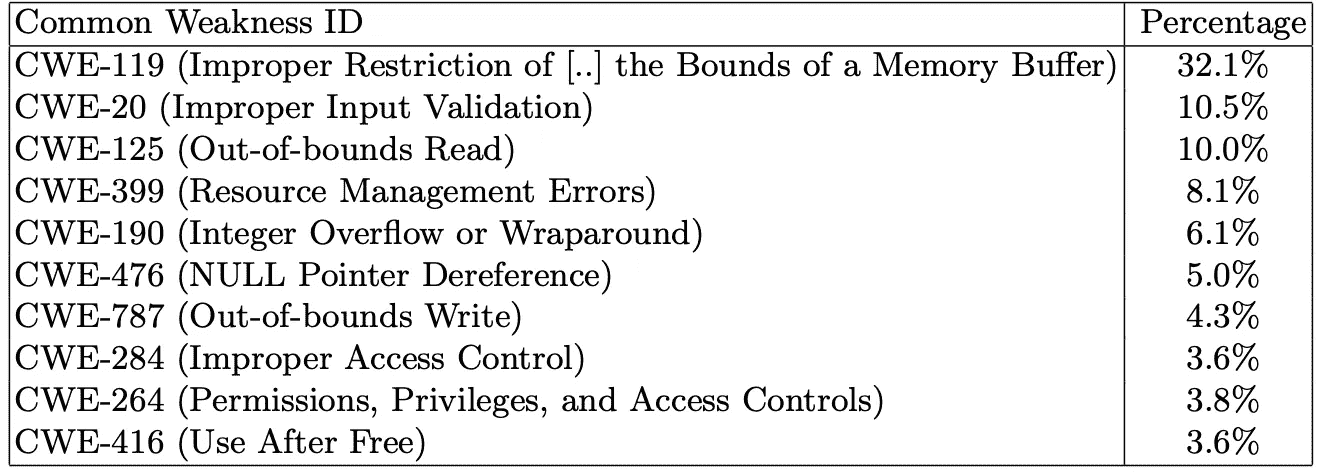 Common Weakness ID Percentage
CWE-119 (Improper Restriction of [..] the Bounds of a Memory Buffer) 32.1%
CWE-20 (Improper Input Validation) 10.5%
CWE-125 (Out-of-bounds Read) 10.0%
CWE-399 (Resource Management Errors) 8.1%
CWE-190 (Integer Overflow or Wraparound) 6.1%
CWE-476 (NULL Pointer Dereference) 5.0%
CWE-787 (Out-of-bounds Write) 4.3%
CWE-284 (Improper Access Control) 3.6%
CWE-264 (Permissions, Privileges, and Access Controls) 3.8%
CWE-416 (Use After Free) 3.6%